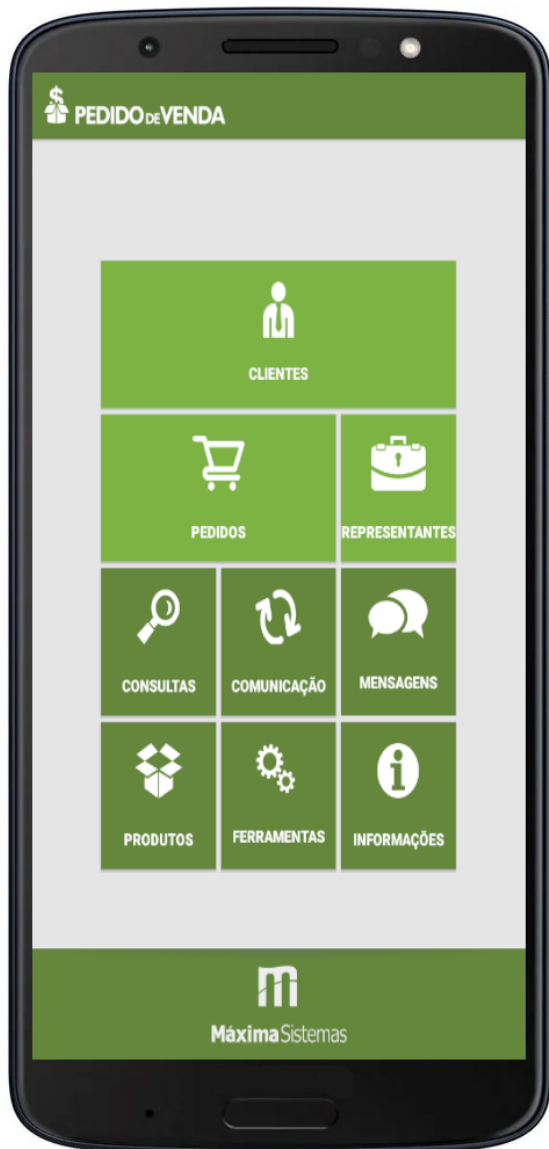 PEDIDO DE VENDA
CLIENTES
PEDIDOS
REPRESENTANTES
CONSULTAS
COMUNICAÇÃO
MENSAGENS
PRODUTOS
FERRAMENTAS
INFORMAÇÕES
Máxima Sistemas